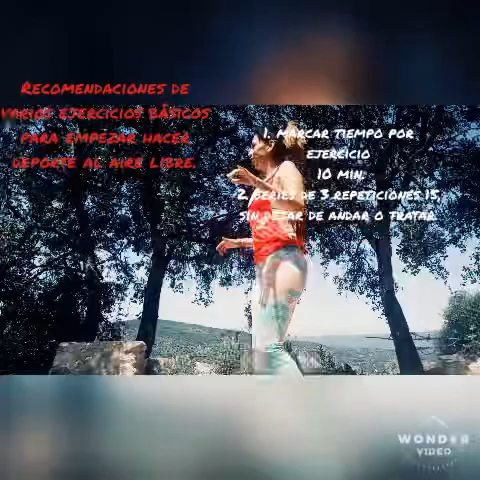 Recomendaciones de
varios ejercicios básicos
para empezar hacer
deporte al aire libre.
1. marcar tiempo por
ejercicio
10 min.
2. series de 3 repeticiones 15,
sin dejar de andar o tratar
WONDER
VIDEO